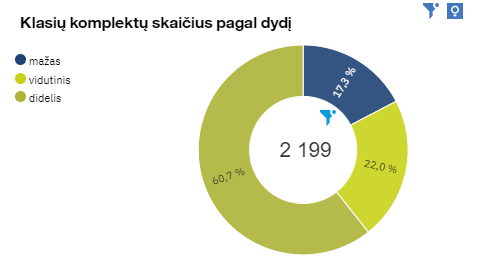 Klasių komplektų skaičius pagal dydį
mažas
vidutinis
didelis
17,3 %
22,0 %
60,7 %
2 199